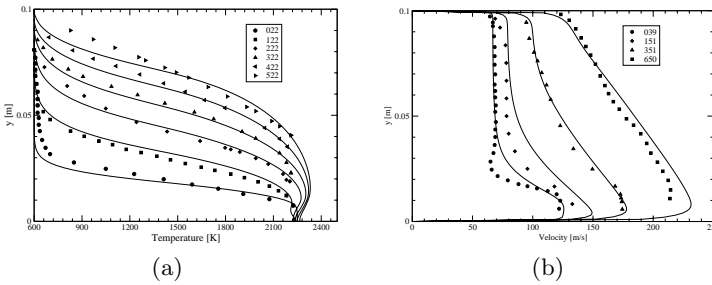 0.1
0.05
0
y [m]
022
122
222
322
422
522
600 900 1200 1500 1800 2100 2400
Temperature [K]
(a)
0.1
0.05
0
y [m]
039
151
351
650
0 50 100 150 200 250
Velocity [m/s]
(b)